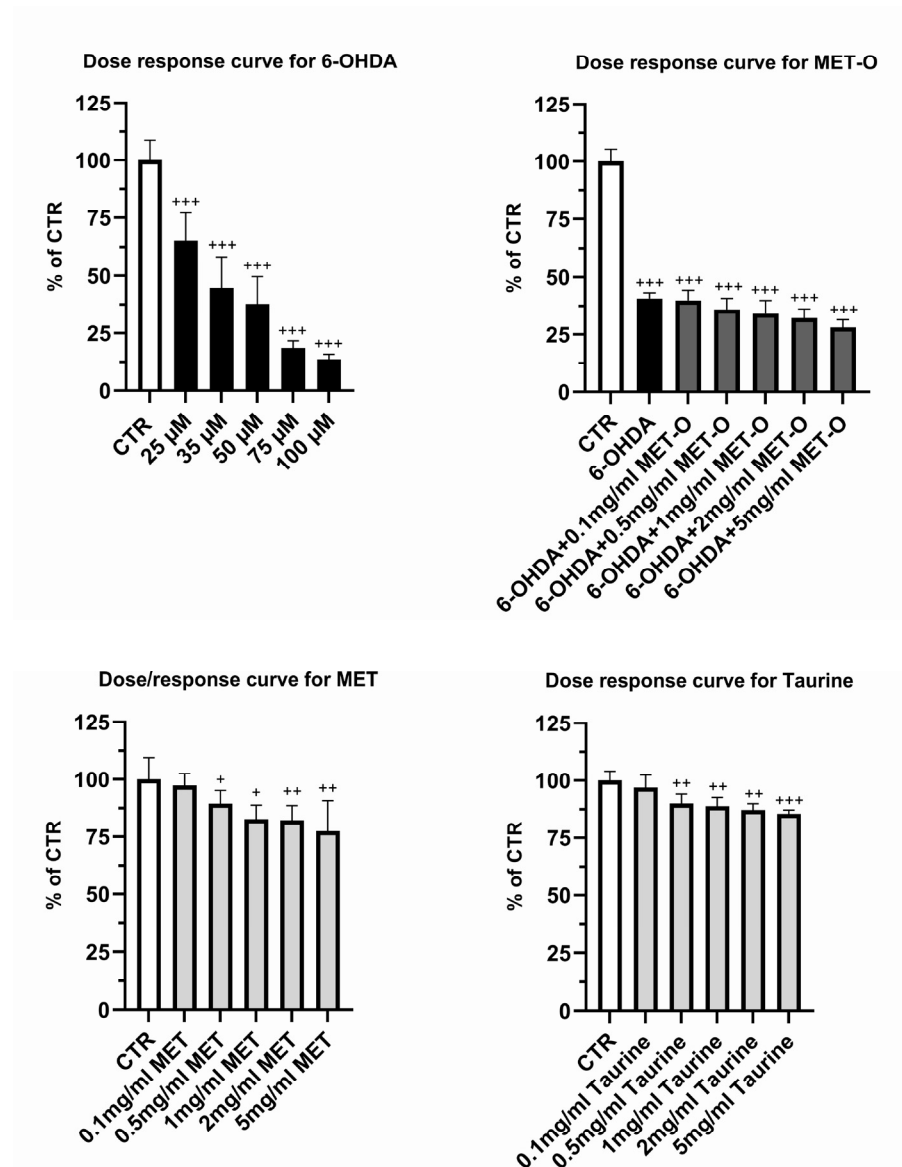 Dose response curve for 6-OHDA
% of CTR
125
100
75
50
25
0
+++
+++
+++
+++
+++
CTR
25 µM
35 µM
50 µM
75 µM
100 µM
Dose response curve for MET-O
% of CTR
125
100
75
50
25
0
+++
+++
+++
+++
+++
+++
CTR
6-OHDA
6-OHDA+0.1mg/ml MET-O
6-OHDA+0.5mg/ml MET-O
6-OHDA+1mg/ml MET-O
6-OHDA+2mg/ml MET-O
6-OHDA+5mg/ml MET-O
Dose/response curve for MET
% of CTR
125
100
75
50
25
0
+
+
++
++
CTR
0.1mg/ml MET
0.5mg/ml MET
1mg/ml MET
2mg/ml MET
5mg/ml MET
Dose response curve for Taurine
% of CTR
125
100
75
50
25
0
++
++
++
+++
CTR
0.1mg/ml Taurine
0.5mg/ml Taurine
1mg/ml Taurine
2mg/ml Taurine
5mg/ml Taurine